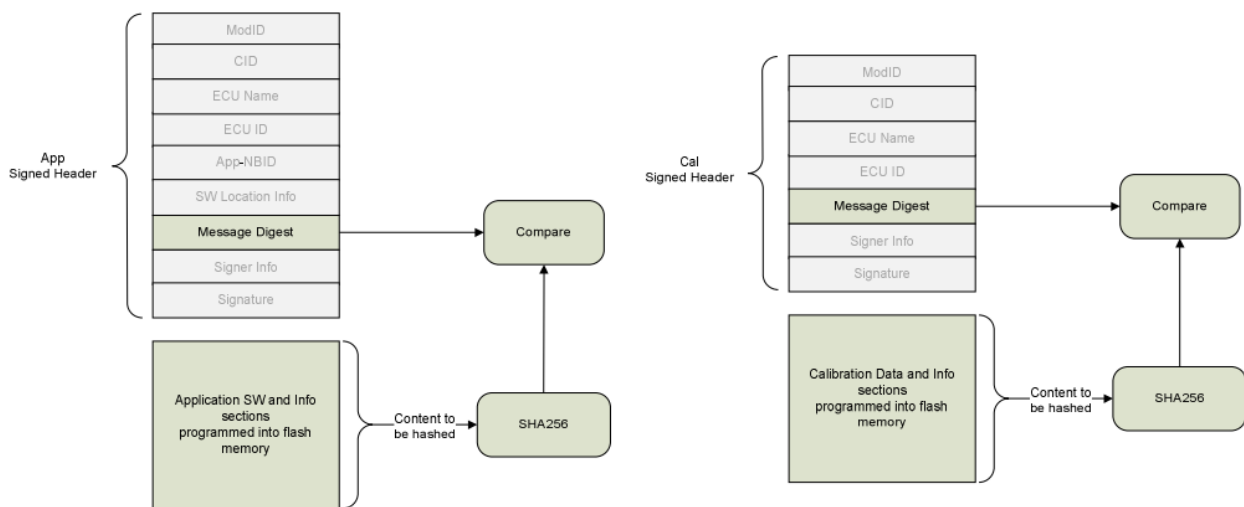 ModID
CID
ECU Name
ECU ID
App-NBID
SW Location Info
Message Digest
Signer Info
Signature
App
Signed Header
Compare
Application SW and Info
sections
programmed into flash
memory
Content to
be hashed
SHA256
ModID
CID
ECU Name
ECU ID
Message Digest
Signer Info
Signature
Cal
Signed Header
Compare
Calibration Data and Info
sections
programmed into flash
memory
Content to
be hashed
SHA256